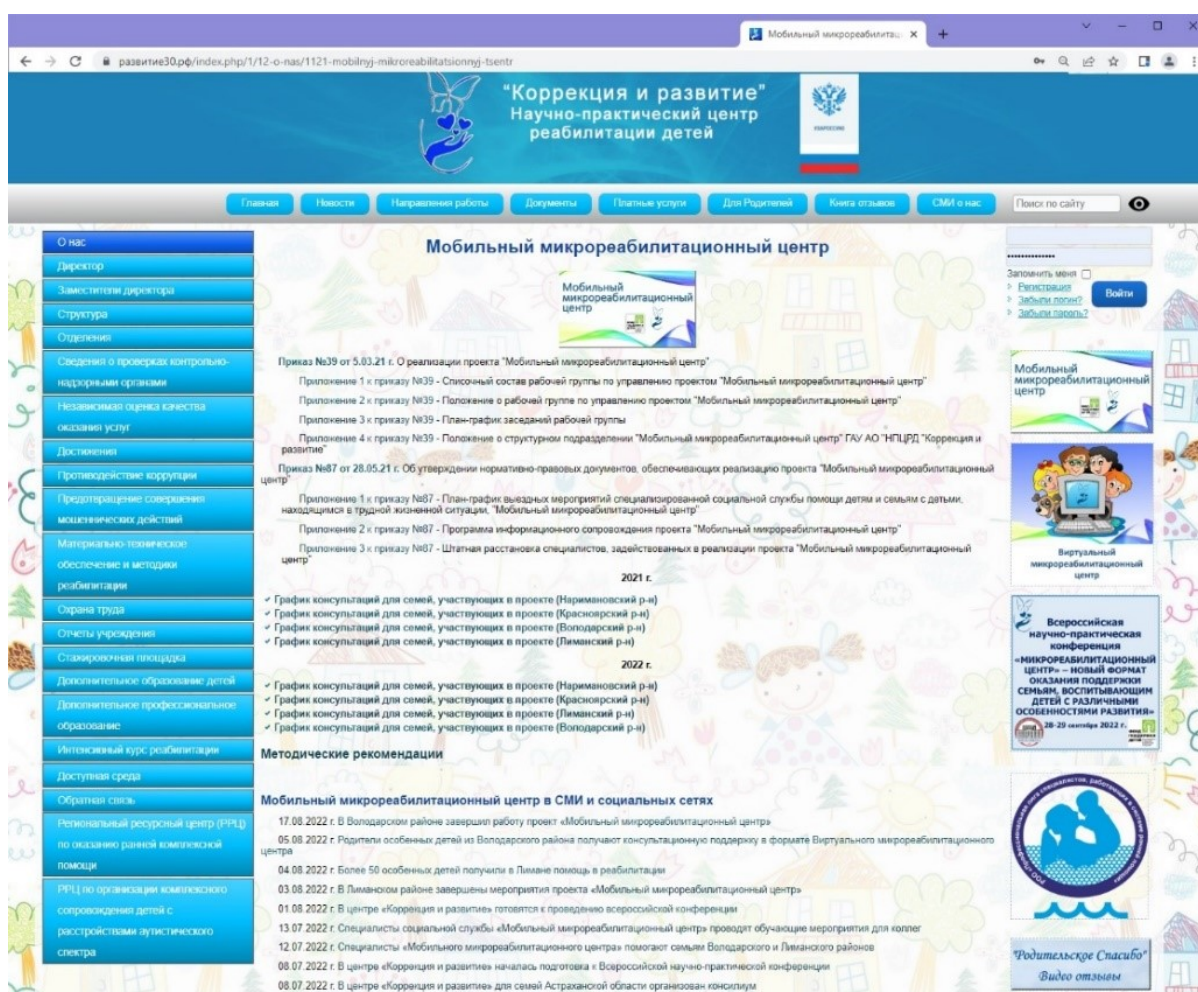 Мобильный микрореабилитац
развитие30.рф/index.php/1/12-o-nas/1121-mobilnyj-mikroreabilitatsionnyj-tsentr
"Коррекция и развитие"
Научно-практический центр
реабилитации детей
Главная
Новости
Направления работы
Документы
Платные услуги
Для Родителей
Книга отзывов
СМИ о нас
Поиск по сайту
О нас
Директор
Заместители директора
Структура
Отделения
Сведения о проверках контрольно-
надзорными органами
Независимая оценка качества
оказания услуг
Достижения
Противодействие коррупции
Предотвращение совершения
мошеннических действий
Материально-техническое
обеспечение и методики
реабилитации
Охрана труда
Отчеты учреждения
Стажировочная площадка
Дополнительное образование детей
Дополнительное профессиональное
образование
Интенсивный курс реабилитации
Доступная среда
Обратная связь
Региональный ресурсный центр (РРЦ)
по оказанию ранней комплексной
помощи
РРЦ по организации комплексного
сопровождения детей с
расстройствами аутистического
спектра
Мобильный микрореабилитационный центр
Мобильный
микрореабилитационный
центр
Приказ №39 от 5.03.21 г. О реализации проекта "Мобильный микрореабилитационный центр"
Приложение 1 к приказу №39 - Списочный состав рабочей группы по управлению проектом "Мобильный микрореабилитационный центр"
Приложение 2 к приказу №39 - Положение о рабочей группе по управлению проектом "Мобильный микрореабилитационный центр"
Приложение 3 к приказу №39 - План-график заседаний рабочей группы
Приложение 4 к приказу №39 - Положение о структурном подразделении "Мобильный микрореабилитационный центр" ГАУ АО "НПЦРД "Коррекция и
развитие"
Приказ №87 от 28.05.21 г. Об утверждении нормативно-правовых документов, обеспечивающих реализацию проекта "Мобильный микрореабилитационный
центр"
Приложение 1 к приказу №87 - План-график выездных мероприятий специализированной социальной службы помощи детям и семьям с детьми,
находящимся в трудной жизненной ситуации, "Мобильный микрореабилитационный центр"
Приложение 2 к приказу №87 - Программа информационного сопровождения проекта "Мобильный микрореабилитационный центр"
Приложение 3 к приказу №87 - Штатная расстановка специалистов, задействованных в реализации проекта "Мобильный микрореабилитационный
центр"
2021 г.
График консультаций для семей, участвующих в проекте (Наримановский р-н)
График консультаций для семей, участвующих в проекте (Красноярский р-н)
График консультаций для семей, участвующих в проекте (Володарский р-н)
График консультаций для семей, участвующих в проекте (Лиманский р-н)
2022 г.
График консультаций для семей, участвующих в проекте (Наримановский р-н)
График консультаций для семей, участвующих в проекте (Красноярский р-н)
График консультаций для семей, участвующих в проекте (Лиманский р-н)
График консультаций для семей, участвующих в проекте (Володарский р-н)
Методические рекомендации
Мобильный микрореабилитационный центр в СМИ и социальных сетях
17.08.2022 г. В Володарском районе завершил работу проект «Мобильный микрореабилитационный центр»
05.08.2022 г. Родители особенных детей из Володарского района получают консультационную поддержку в формате Виртуального микрореабилитационного
центра
04.08.2022 г. Более 50 особенных детей получили в Лимане помощь в реабилитации
03.08.2022 г. В Лиманском районе завершены мероприятия проекта «Мобильный микрореабилитационный центр»
01.08.2022 г. В центре «Коррекция и развитие» готовятся к проведению всероссийской конференции
13.07.2022 г. Специалисты социальной службы «Мобильный микрореабилитационный центр» проводят обучающие мероприятия для коллег
12.07.2022 г. Специалисты «Мобильного микрореабилитационного центра» помогают семьям Володарского и Лиманского районов
08.07.2022 г. В центре «Коррекция и развитие» началась подготовка к Всероссийской научно-практической конференции
08.07.2022 г. В центре «Коррекция и развитие» для семей Астраханской области организован консилиум
Запомнить меня
Регистрация
Забыли логин?
Забыли пароль?
Войти
Мобильный
микрореабилитационный
центр
Виртуальный
микрореабилитационный
центр
Всероссийская
научно-практическая
конференция
«МИКРОРЕАБИЛИТАЦИОННЫЙ
ЦЕНТР» – НОВЫЙ ФОРМАТ
ОКАЗАНИЯ ПОДДЕРЖКИ
СЕМЬЯМ, ВОСПИТЫВАЮЩИМ
ДЕТЕЙ С РАЗЛИЧНЫМИ
ОСОБЕННОСТЯМИ РАЗВИТИЯ»
28-29 сентября 2022 г.
"Родительское Спасибо"
Видео отзывы